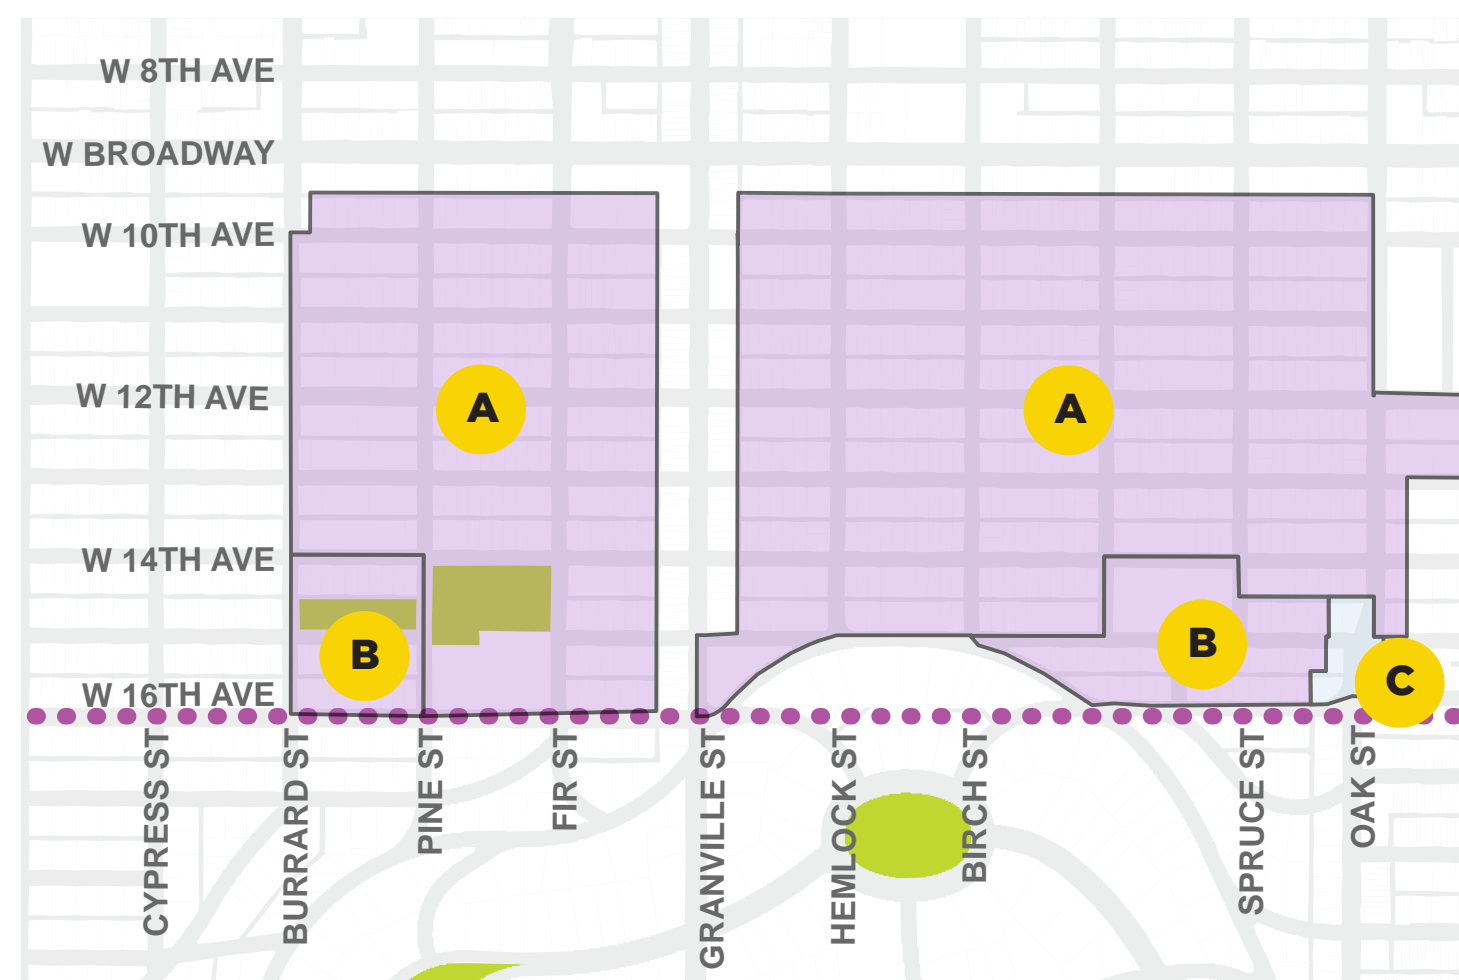 W 8TH AVE
W BROADWAY
W 10TH AVE
W 12TH AVE
A
A
W 14TH AVE
B
B
C
W 16TH AVE
CYPRESS ST
BURRARD ST
PINE ST
FIR ST
GRANVILLE ST
HEMLOCK ST
BIRCH ST
SPRUCE ST
OAK ST